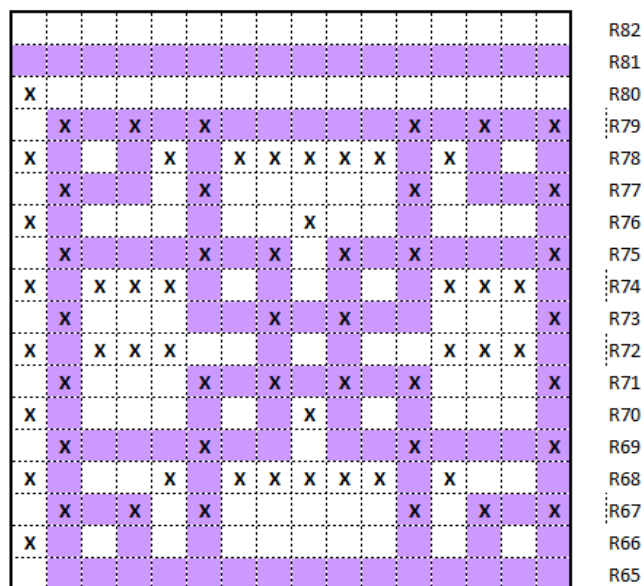 R82
R81
X R80
X X X X X X R79
X X X X X X X X R78
X X X X R77
X X R76
X X X X X X R75
X X X X X X X R74
X X X X R73
X X X X X X X R72
X X X X X X R71
X X R70
X X X X R69
X X X X X X X X R68
X X X X X X R67
X R66
R65